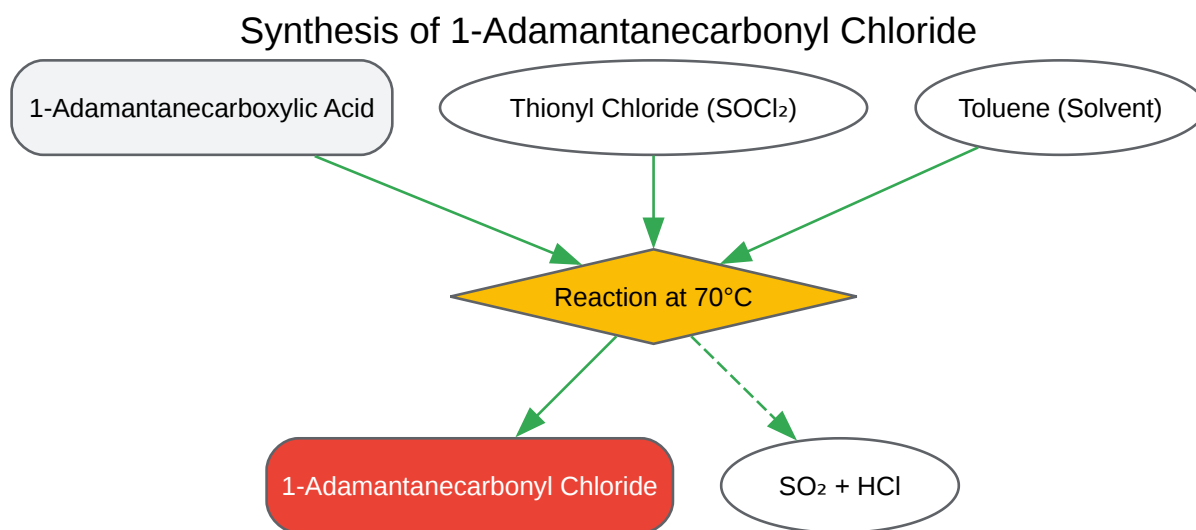 Synthesis of 1-Adamantanecarbonyl Chloride
1-Adamantanecarboxylic Acid
Thionyl Chloride (SOCl₂)
Toluene (Solvent)
Reaction at 70°C
1-Adamantanecarbonyl Chloride
SO₂ + HCl